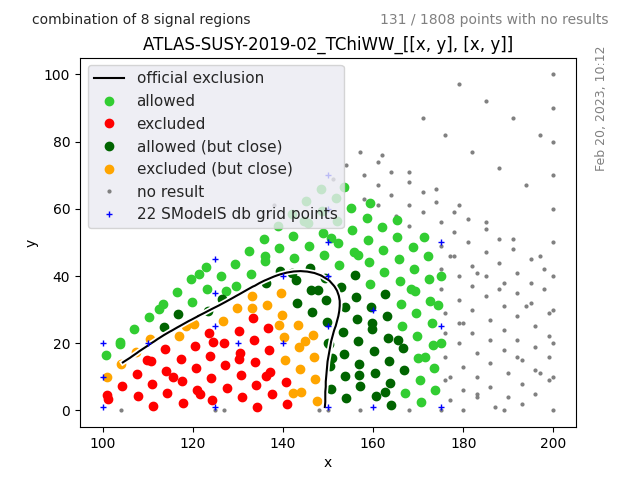 combination of 8 signal regions
131 / 1808 points with no results
ATLAS-SUSY-2019-02_TChiWW_[[x, y], [x, y]]
official exclusion
allowed
excluded
allowed (but close)
excluded (but close)
no result
22 SModelS db grid points
Feb 20, 2023, 10:12
100
80
60
40
20
0
y
100 120 140 160 180 200
x